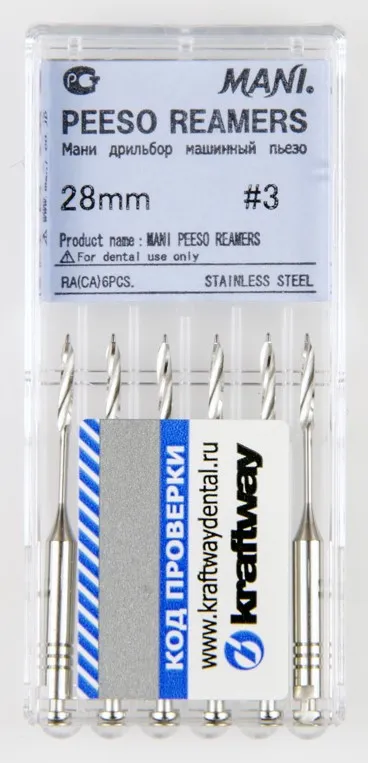 MANI.
PEESO REAMERS
Мани дрильбор машинный пьезо
28mm #3
Product name : MANI PEESO REAMERS
⚠For dental use only
RA(CA)6PCS. STAINLESS STEEL
КОД ПРОВЕРКИ
www.kraftwaydental.ru
kraftway